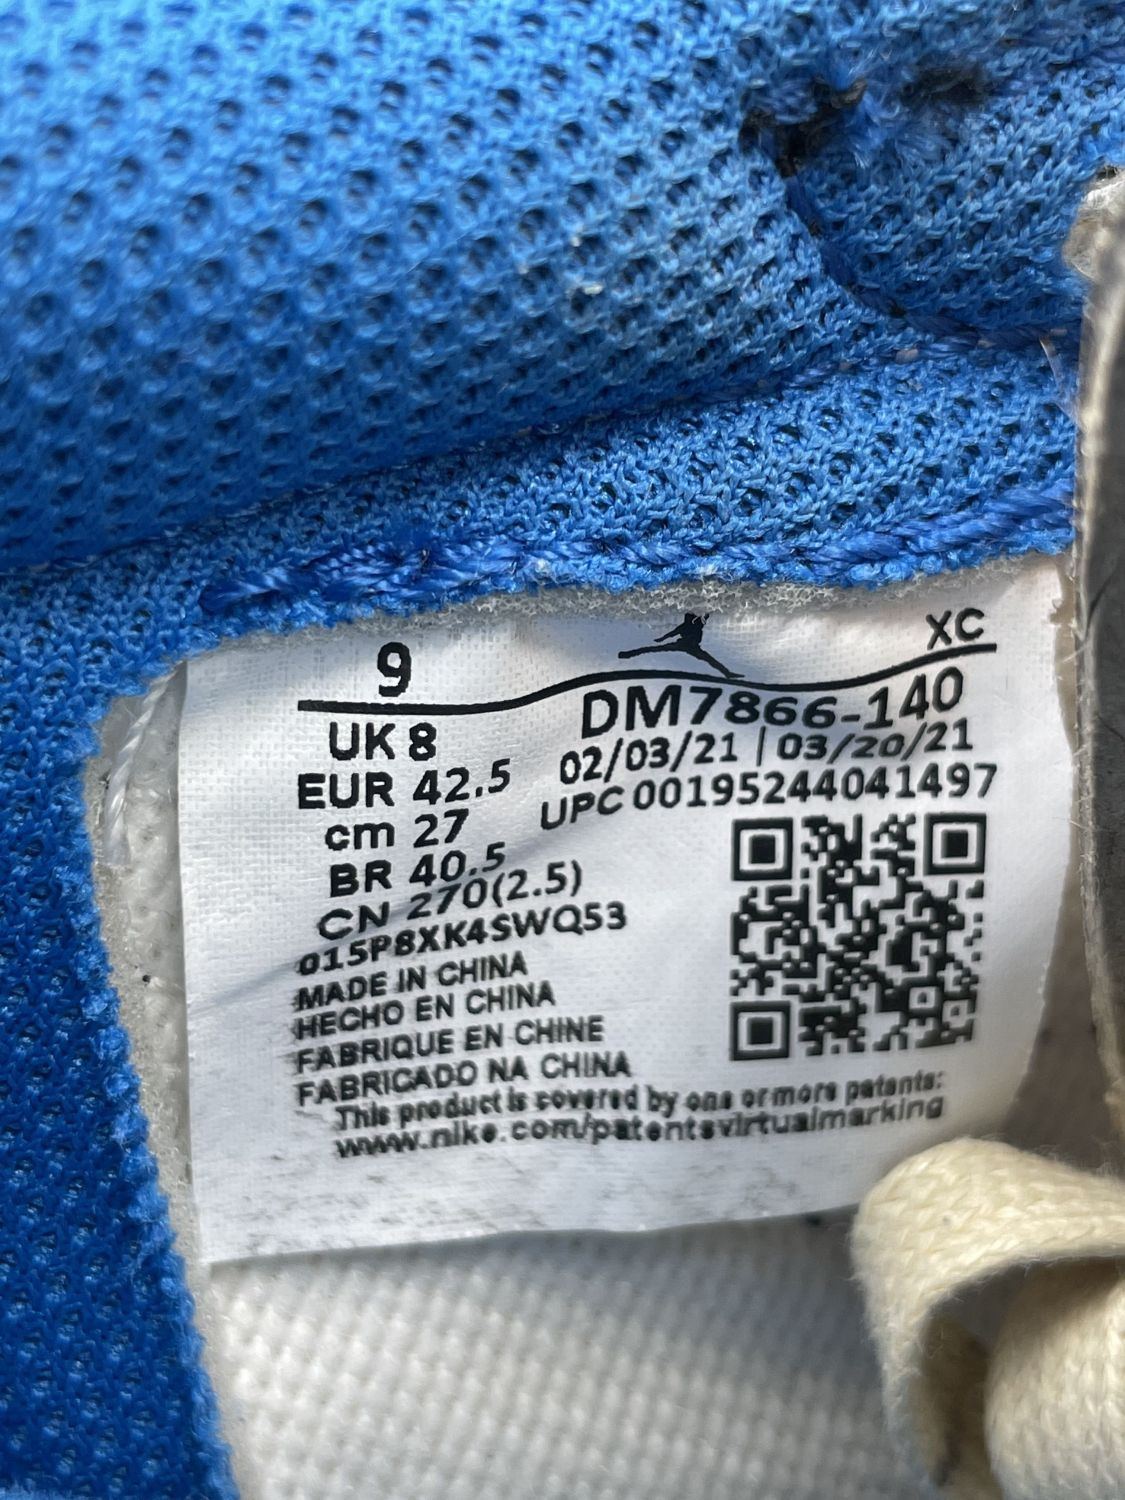 9
XC
UK 8
EUR 42.5
cm 27
BR 40.5
CN 270(2.5)
DM7866-140
02/03/21 | 03/20/21
UPC 00195244041497
015P8XK4SWQ53
MADE IN CHINA
HECHO EN CHINA
FABRIQUE EN CHINE
FABRICADO NA CHINA
This product is covered by one or more patents:
www.nike.com/patentsvirtualmarking